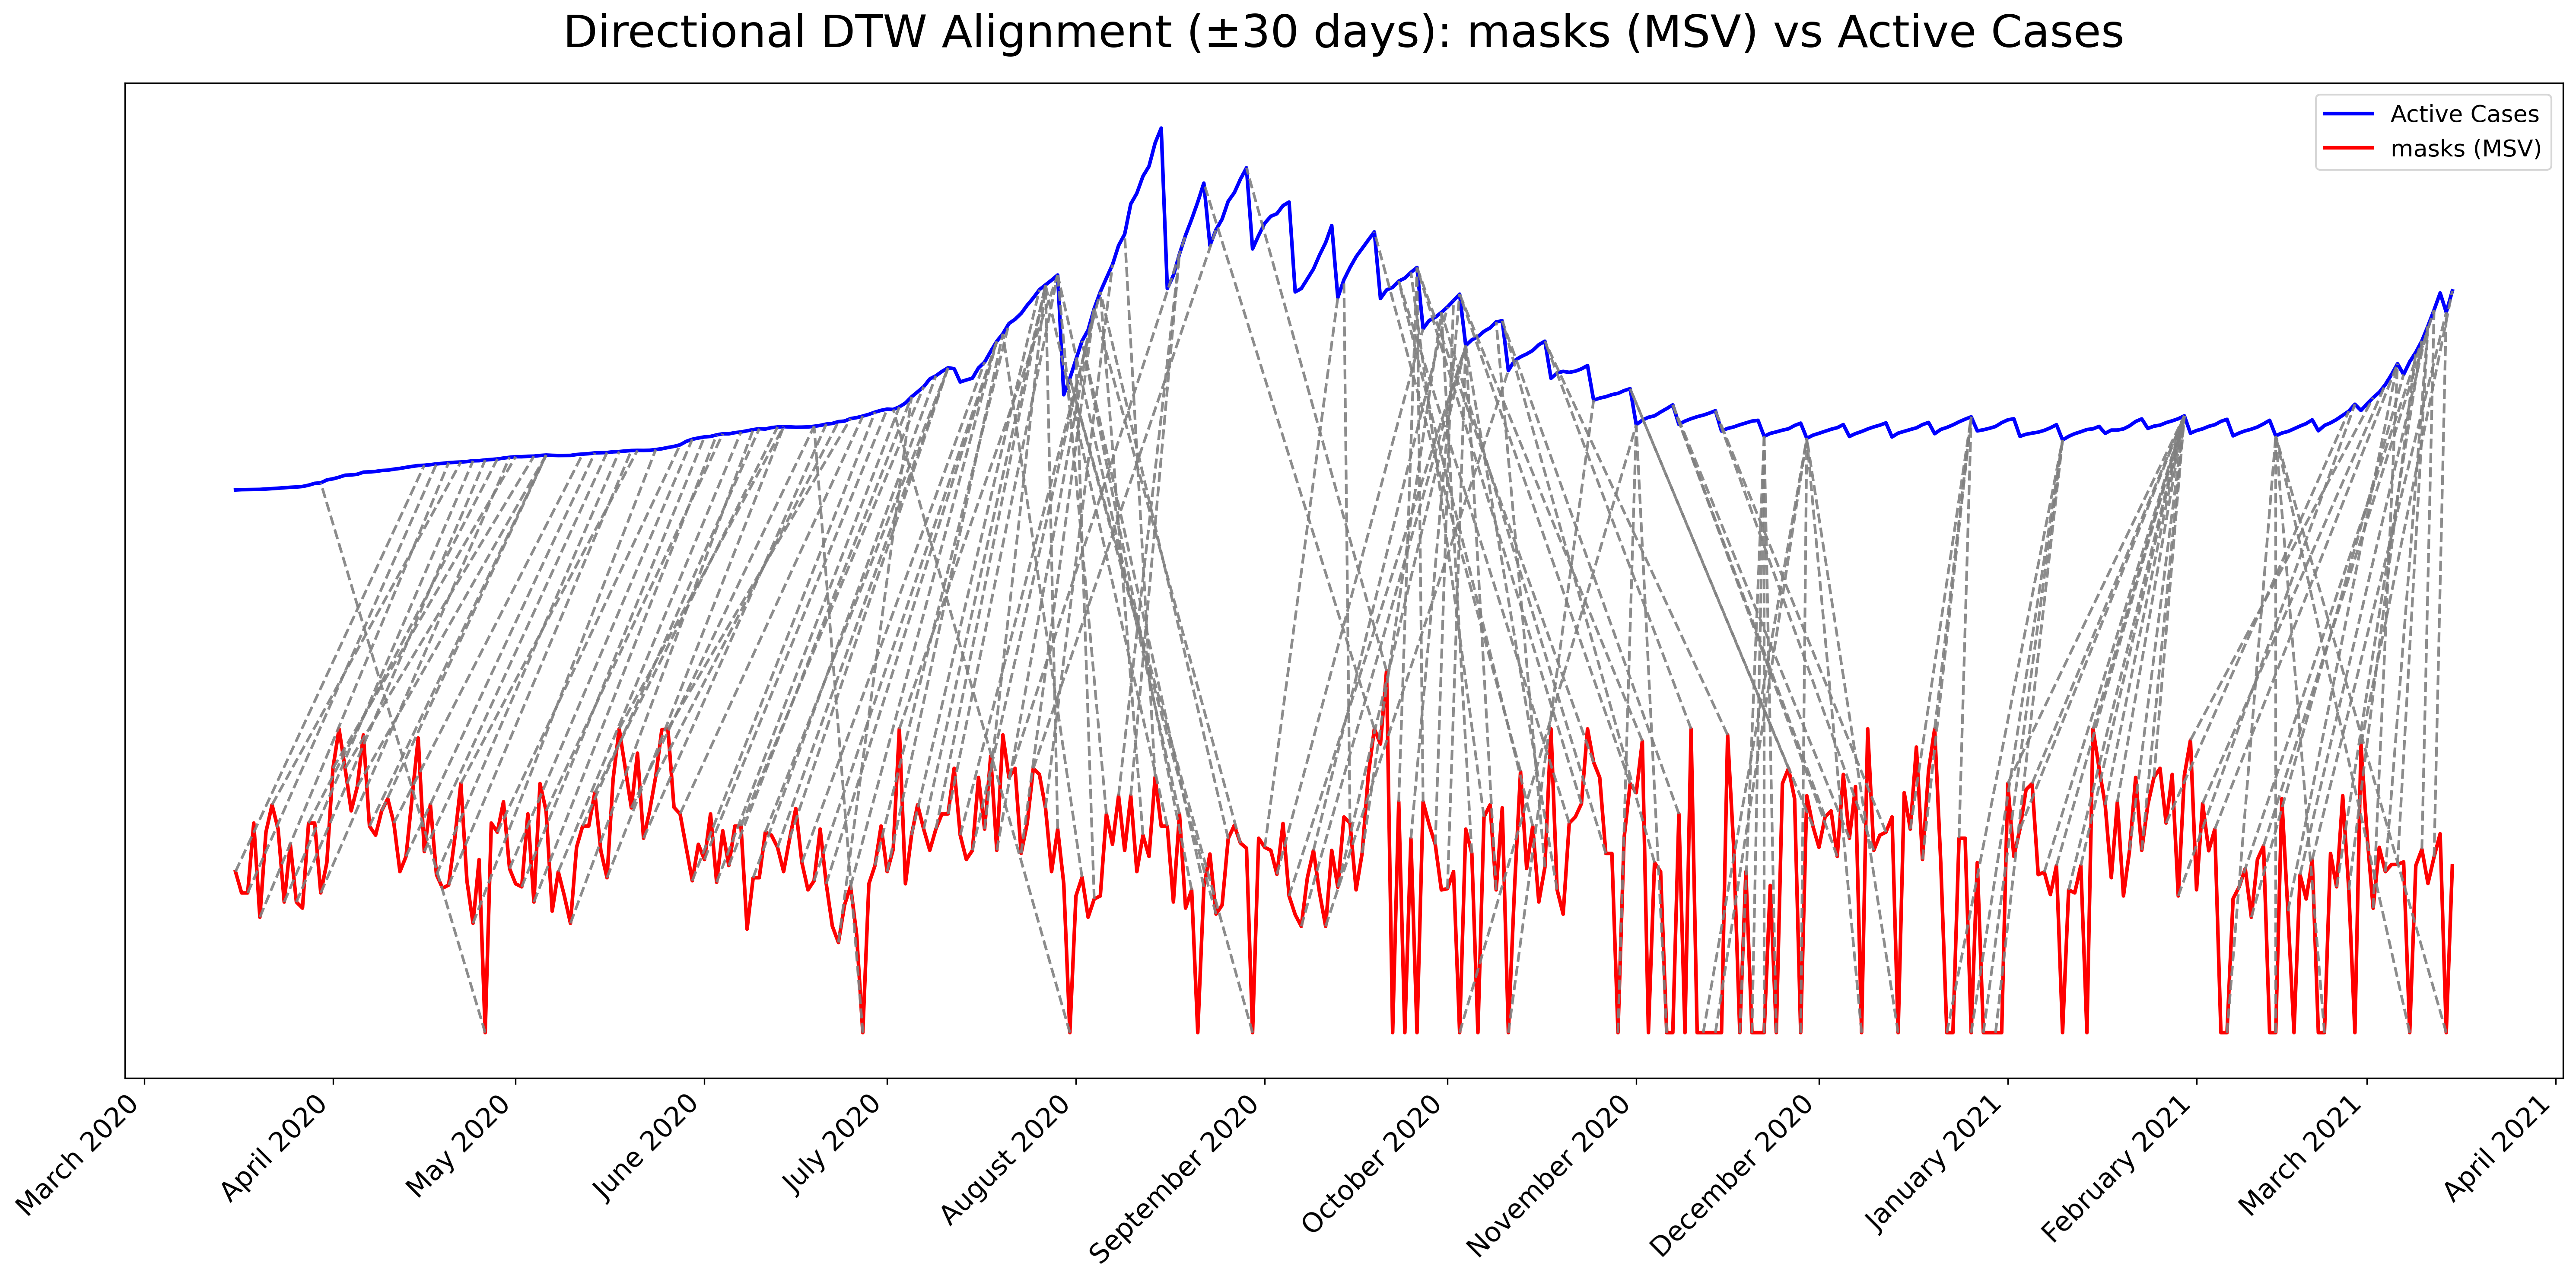 Directional DTW Alignment (±30 days): masks (MSV) vs Active Cases
Active Cases
masks (MSV)
March 2020
April 2020
May 2020
June 2020
July 2020
August 2020
September 2020
October 2020
November 2020
December 2020
January 2021
February 2021
March 2021
April 2021